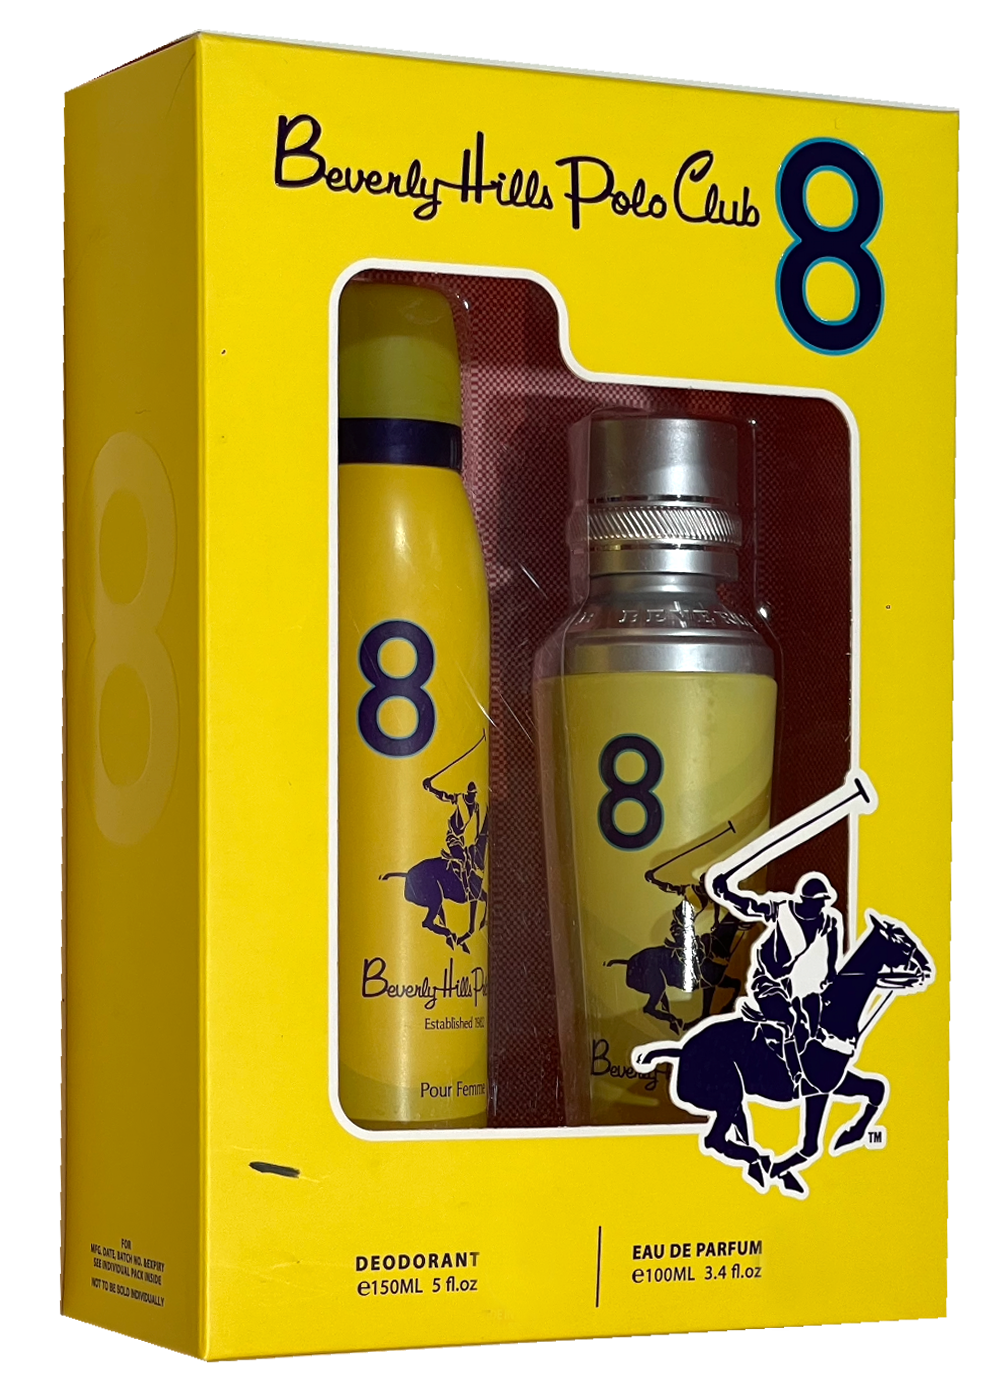 Beverly Hills Polo Club
8
8
8
Beverly Hills Po
Established 1982
Pour Femme
8
Beverly
TM
FOR
MFG. DATE, BATCH NO. &EXPIRY
SEE INDIVIDUAL PACK INSIDE
NOT TO BE SOLD INDIVIDUALLY
DEODORANT
e150ML 5 fl.oz
EAU DE PARFUM
e100ML 3.4 fl.oz